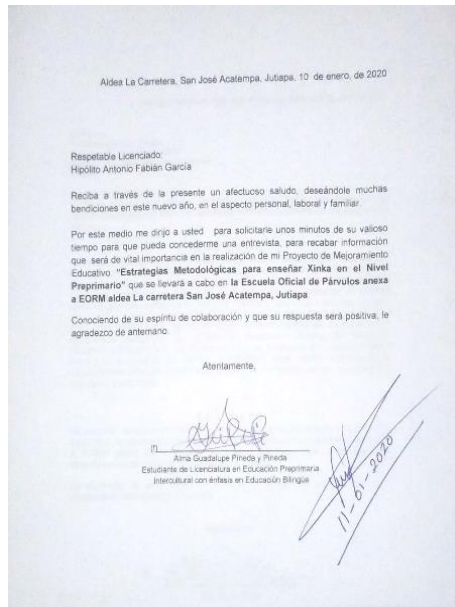 Aldea La Carretera, San José Acatempa, Jutiapa, 10 de enero, de 2020
Respetable Licenciado:
Hipólito Antonio Fabián García
Reciba a través de la presente un afectuoso saludo, deseándole muchas
bendiciones en este nuevo año, en el aspecto personal, laboral y familiar.
Por este medio me dirijo a usted para solicitarle unos minutos de su valioso
tiempo para que pueda concederme una entrevista, para recabar información
que será de vital importancia en la realización de mi Proyecto de Mejoramiento
Educativo "Estrategias Metodológicas para enseñar Xinka en el Nivel
Preprimario" que se llevará a cabo en la Escuela Oficial de Párvulos anexa
a EORM aldea La carretera San José Acatempa, Jutiapa
Conociendo de su espíritu de colaboración y que su respuesta será positiva, le
agradezco de antemano.
Atentamente,
Alma Guadalupe Pineda y Pineda
Estudiante de Licenciatura en Educación Preprimaria
Intercultural con énfasis en Educación Bilingüe
11-01-2020